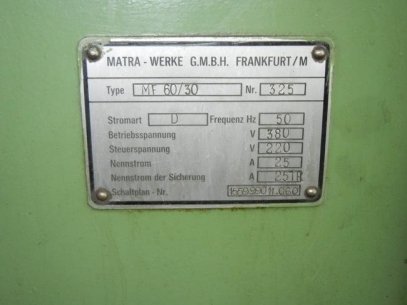 MATRA - WERKE G.M.B.H. FRANKFURT/M
Type MF 60/30 Nr. 325
Stromart D Frequenz Hz 50
Betriebsspannung V 380
Steuerspannung V 220
Nennstrom A 25
Nennstrom der Sicherung A 25TR
Schaltplan - Nr.